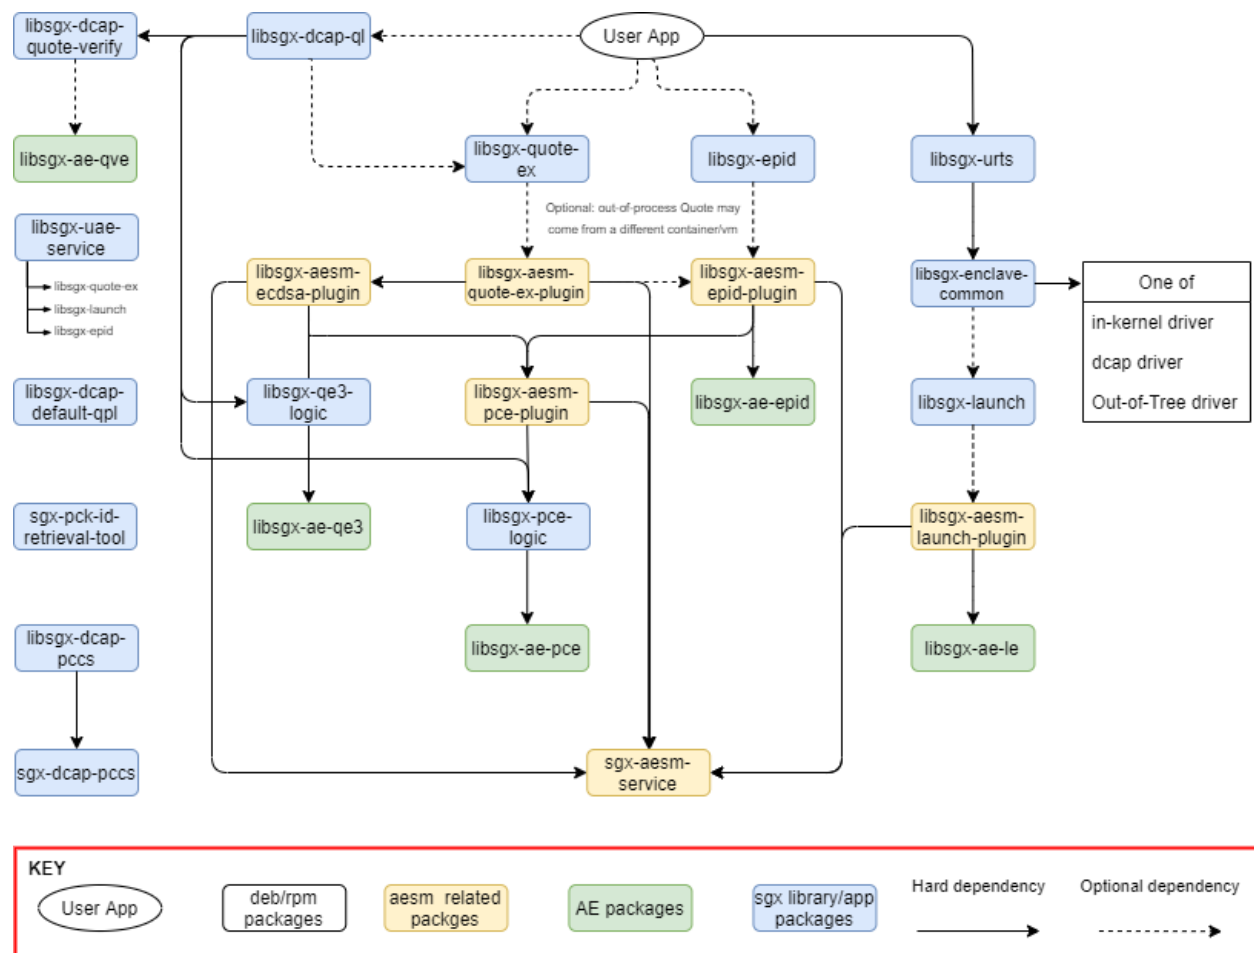 libsgx-dcap-
quote-verify
libsgx-dcap-ql
User App
libsgx-ae-qve
libsgx-quote-
ex
libsgx-epid
libsgx-urts
Optional: out-of-process Quote may
come from a different container/vm
libsgx-uae-
service
libsgx-quote-ex
libsgx-launch
libsgx-epid
libsgx-aesm-
ecdsa-plugin
libsgx-aesm-
quote-ex-plugin
libsgx-aesm-
epid-plugin
libsgx-enclave-
common
One of
in-kernel driver
dcap driver
Out-of-Tree driver
libsgx-dcap-
default-qpl
libsgx-qe3-
logic
libsgx-aesm-
pce-plugin
libsgx-ae-epid
libsgx-launch
sgx-pck-id-
retrieval-tool
libsgx-ae-qe3
libsgx-pce-
logic
libsgx-aesm-
launch-plugin
libsgx-dcap-
pccs
libsgx-ae-pce
libsgx-ae-le
sgx-dcap-pccs
sgx-aesm-
service
KEY
User App
deb/rpm
packages
aesm related
packges
AE packages
sgx library/app
packages
Hard dependency
Optional dependency